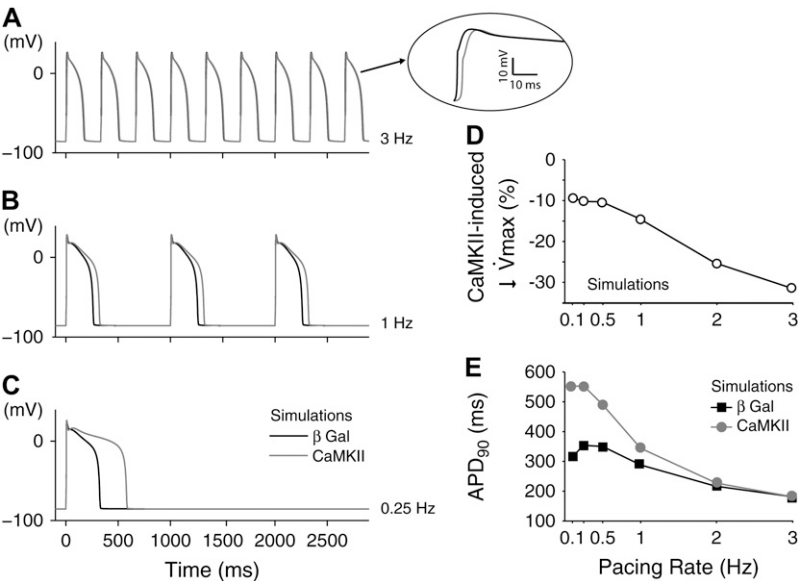 A
(mV)
0
−100
3 Hz
10 mV
10 ms
B
(mV)
0
−100
1 Hz
C
(mV)
0
−100
Simulations
β Gal
CaMKII
0.25 Hz
0 500 1000 1500 2000 2500
Time (ms)
D
CaMKII-induced
↓ V̇max (%)
0
-10
-20
-30
Simulations
0.1 0.5 1 2 3
E
APD90 (ms)
600
500
400
300
200
100
Simulations
β Gal
CaMKII
0.1 0.5 1 2 3
Pacing Rate (Hz)